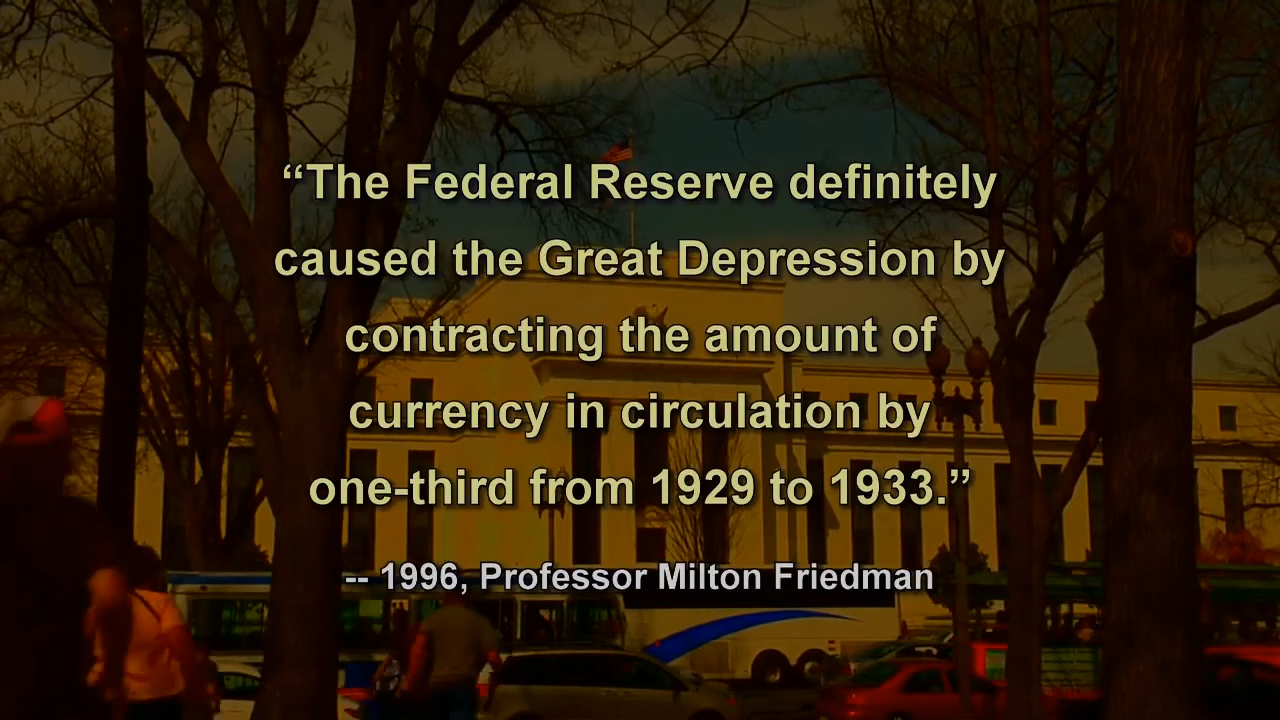 “The Federal Reserve definitely
caused the Great Depression by
contracting the amount of
currency in circulation by
one-third from 1929 to 1933.”
-- 1996, Professor Milton Friedman